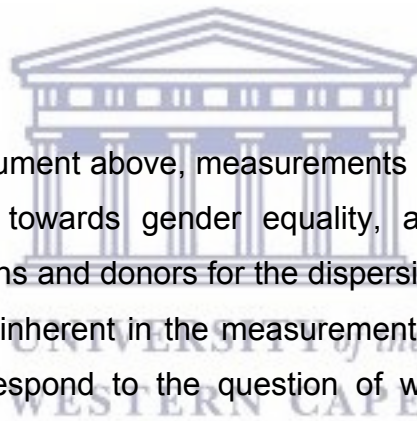 ument above, measurements
towards gender equality, a
ns and donors for the dispersi
inherent in the measurement
UNIVERSITY of the
espond to the question of w
WESTERN CAPE